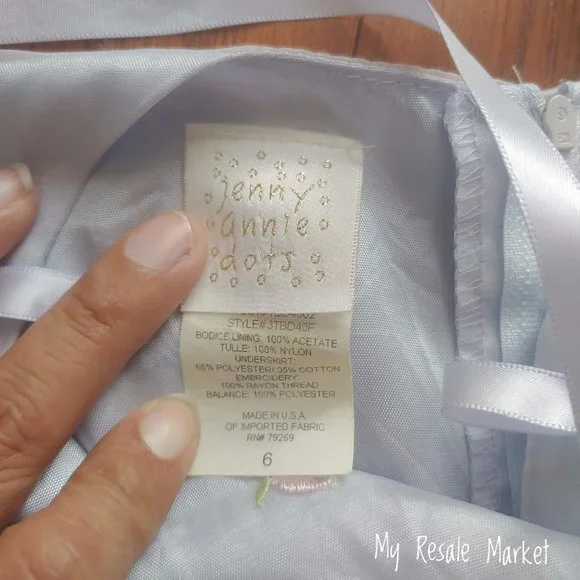 jenny
annie
dots
STYLE#3TBD40F
BODICE LINING, 100% ACETATE
TULLE: 100% NYLON
UNDERSKIRT:
65% POLYESTER/ 35% COTTON
EMBROIDERY
100% RAYON THREAD
BALANCE: 100% POLYESTER
MADE IN U.S.A
OF IMPORTED FABRIC
RN# 79269
6
My Resale Market